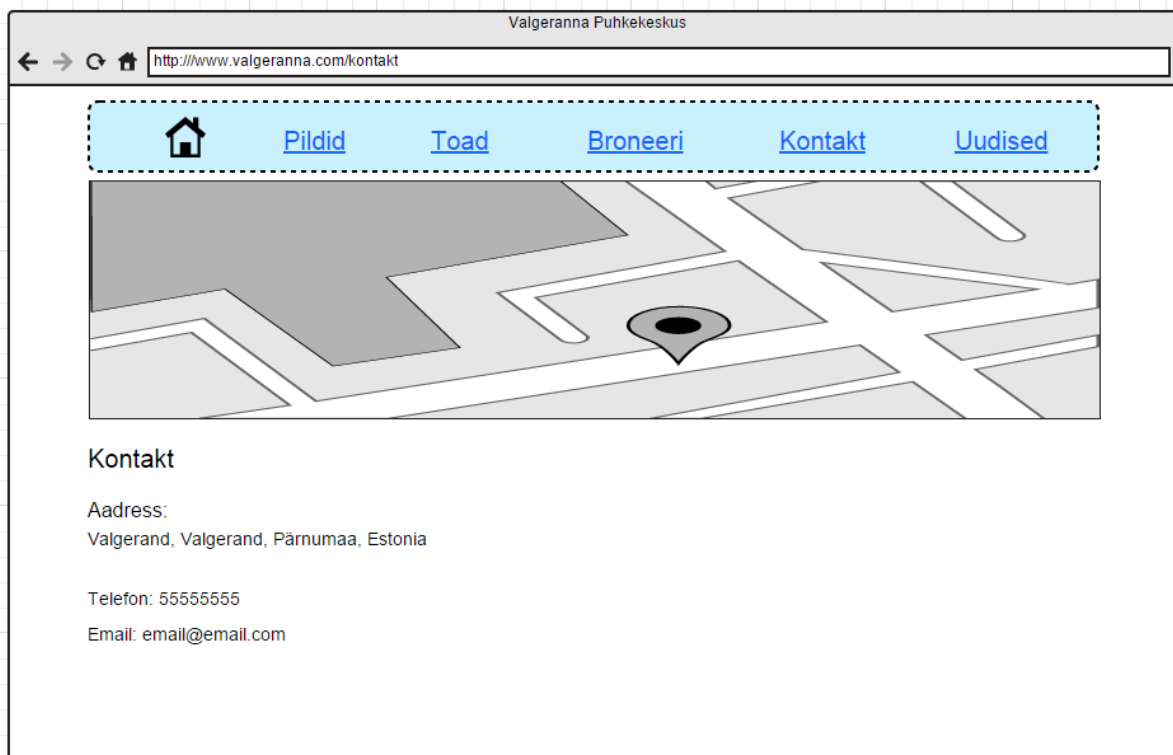 Valgeranna Puhkekeskus
http:///www.valgeranna.com/kontakt
Pildid Toad Broneeri Kontakt Uudised
Kontakt
Aadress:
Valgerand, Valgerand, Pärnumaa, Estonia
Telefon: 55555555
Email: email@email.com